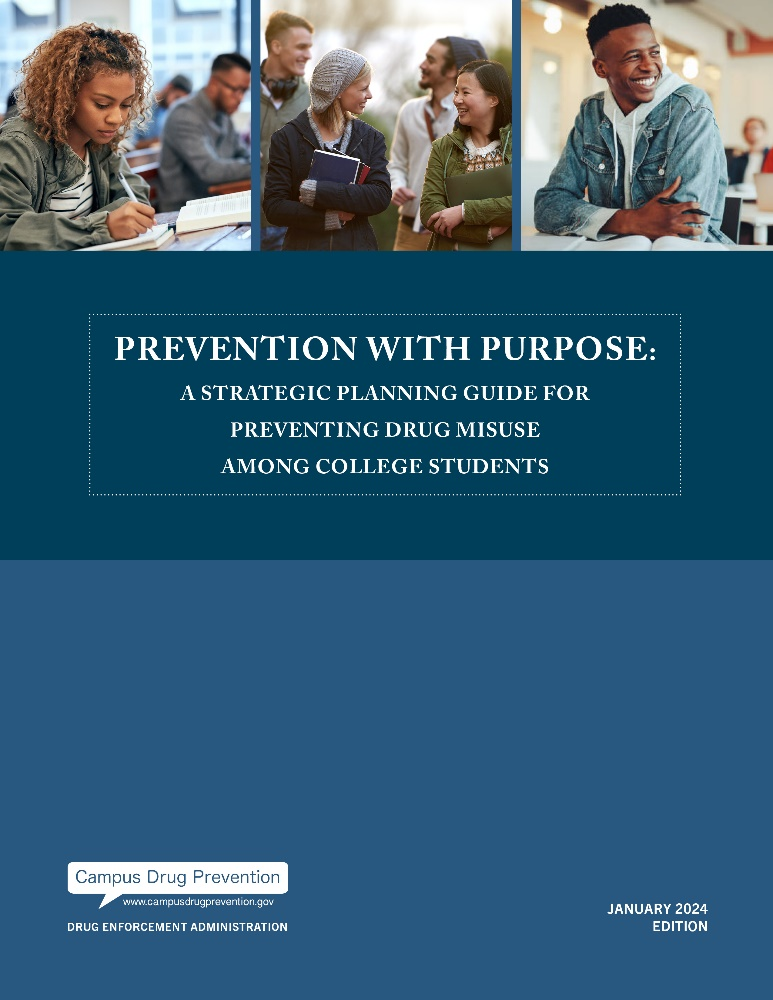 PREVENTION WITH PURPOSE:
A STRATEGIC PLANNING GUIDE FOR
PREVENTING DRUG MISUSE
AMONG COLLEGE STUDENTS
Campus Drug Prevention
www.campusdrugprevention.gov
DRUG ENFORCEMENT ADMINISTRATION
JANUARY 2024
EDITION